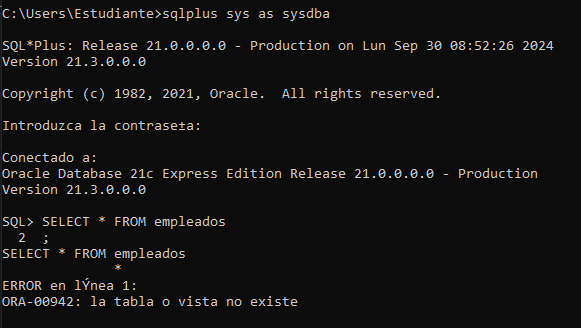 C:\Users\Estudiante>sqlplus sys as sysdba
SQL*Plus: Release 21.0.0.0.0 - Production on Lun Sep 30 08:52:26 2024
Version 21.3.0.0.0
Copyright (c) 1982, 2021, Oracle.  All rights reserved.
Introduzca la contrase±a:
Conectado a:
Oracle Database 21c Express Edition Release 21.0.0.0.0 - Production
Version 21.3.0.0.0
SQL> SELECT * FROM empleados
  2  ;
SELECT * FROM empleados
              *
ERROR en lÝnea 1:
ORA-00942: la tabla o vista no existe